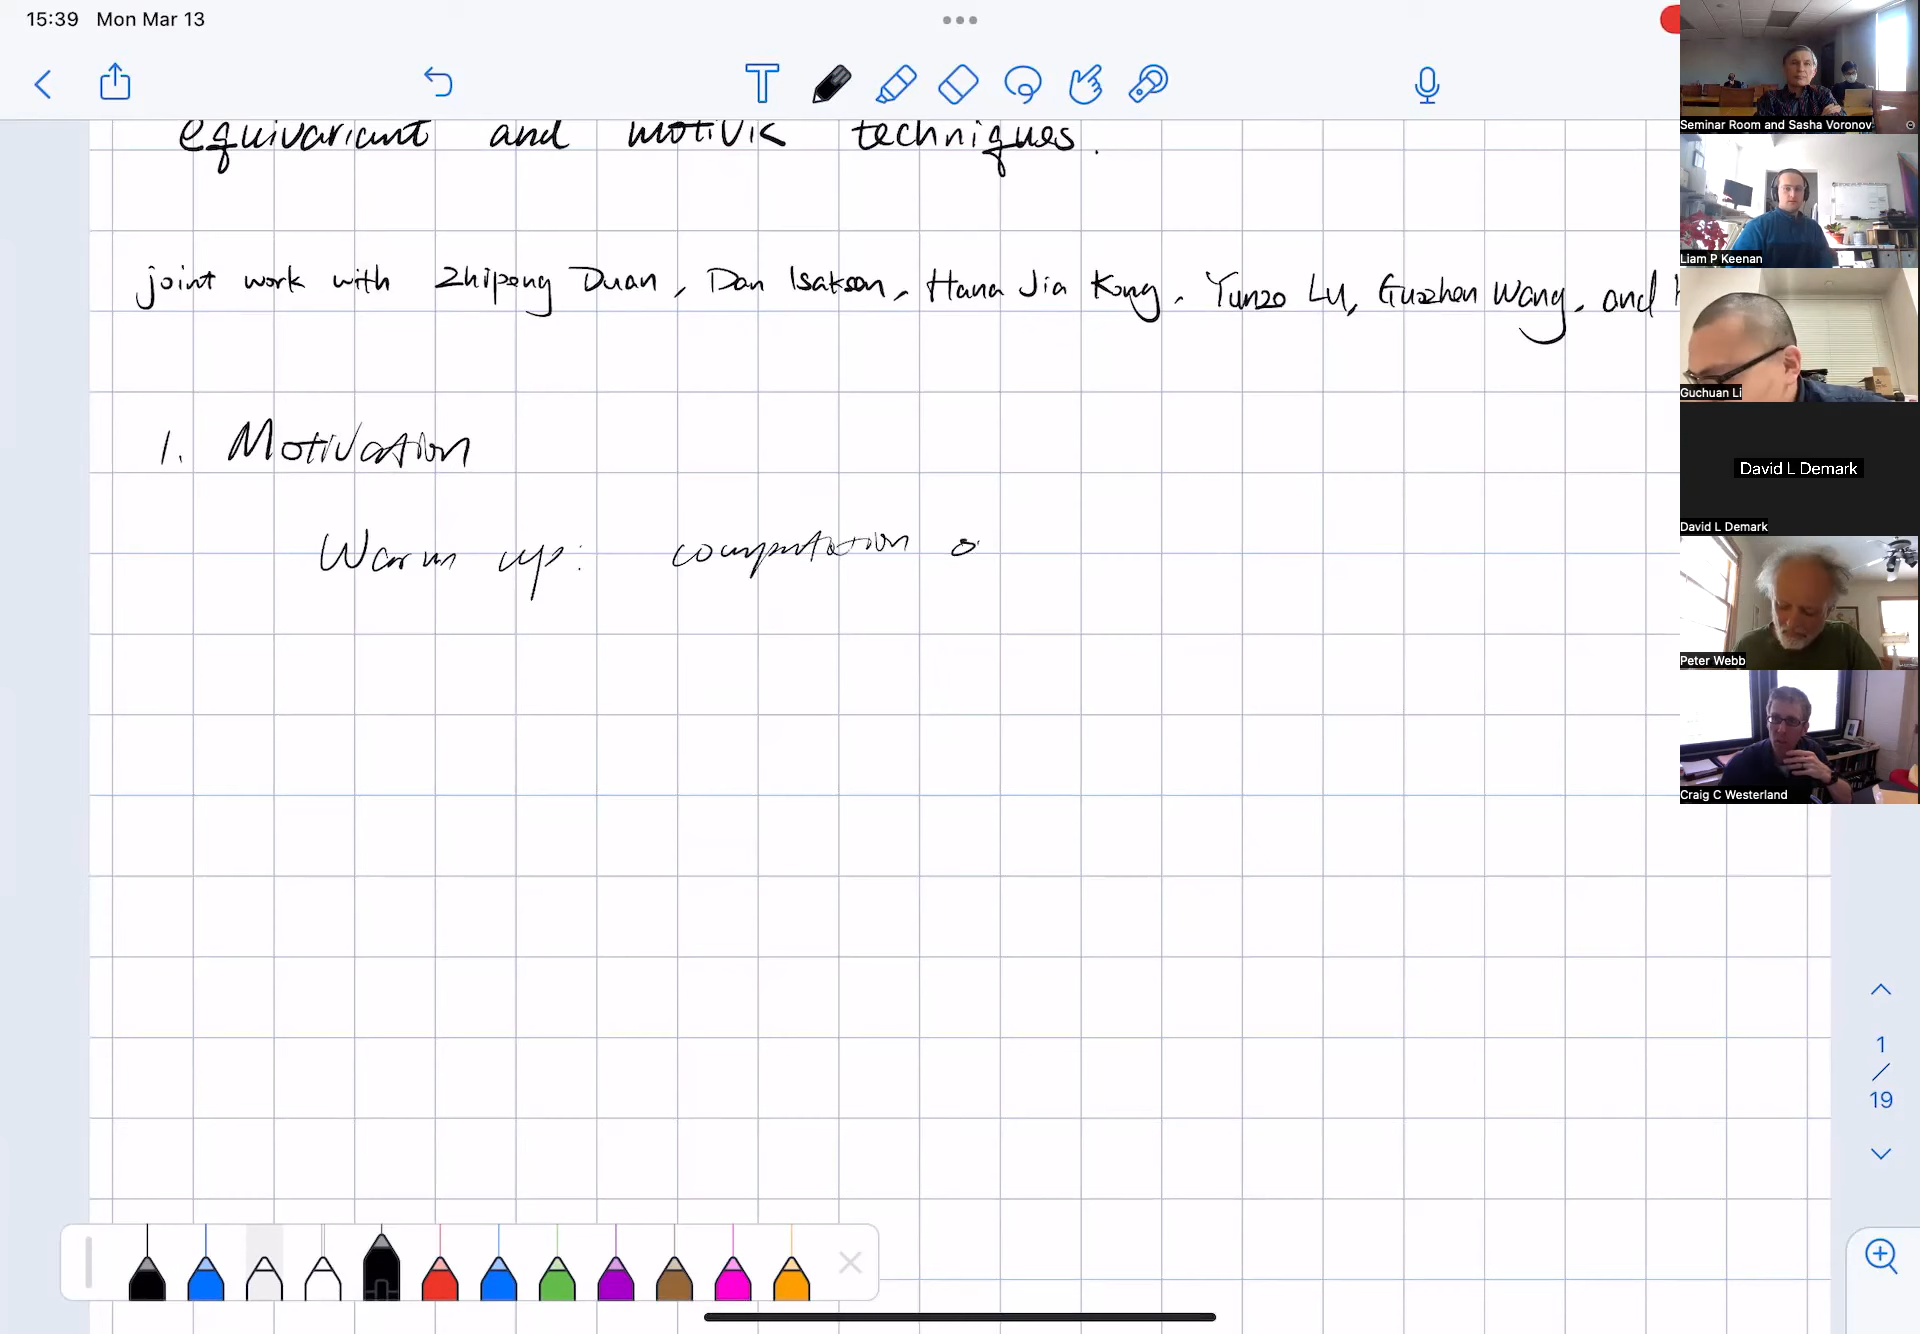 15:39 Mon Mar 13
equivariant and motivic techniques.
joint work with Zhipeng Duan, Dan Isaksen, Hana Jia Kong, Yunze Lu, Guozhen Wang, and
1. Motivation
Warm up: computation o
Seminar Room and Sasha Voronov
Liam P Keenan
Guchuan Li
David L Demark
David L Demark
Peter Webb
Craig C Westerland
1
/
19